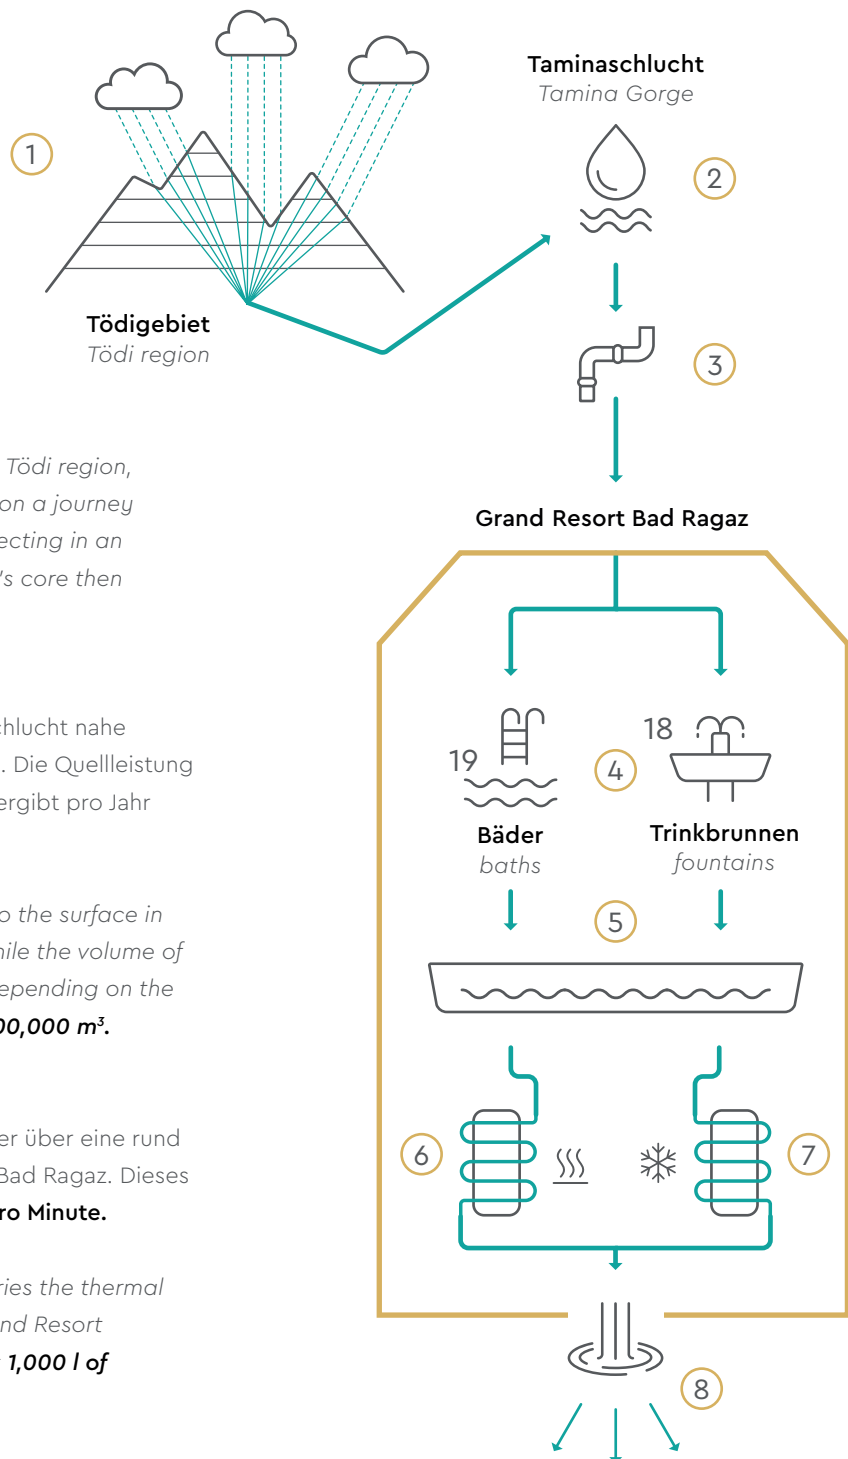 1
Taminaschlucht
Tamina Gorge
2
Tödigebiet
Tödi region
3
Tödi region,
on a journey
ecting in an
's core then
Grand Resort Bad Ragaz
chlucht nahe
. Die Quellleistung
ergibt pro Jahr
19
Bäder
baths
4
18
Trinkbrunnen
fountains
5
o the surface in
hile the volume of
epending on the
00,000 m³.
er über eine rund
Bad Ragaz. Dieses
ro Minute.
6
7
ries the thermal
nd Resort
1,000 l of
8